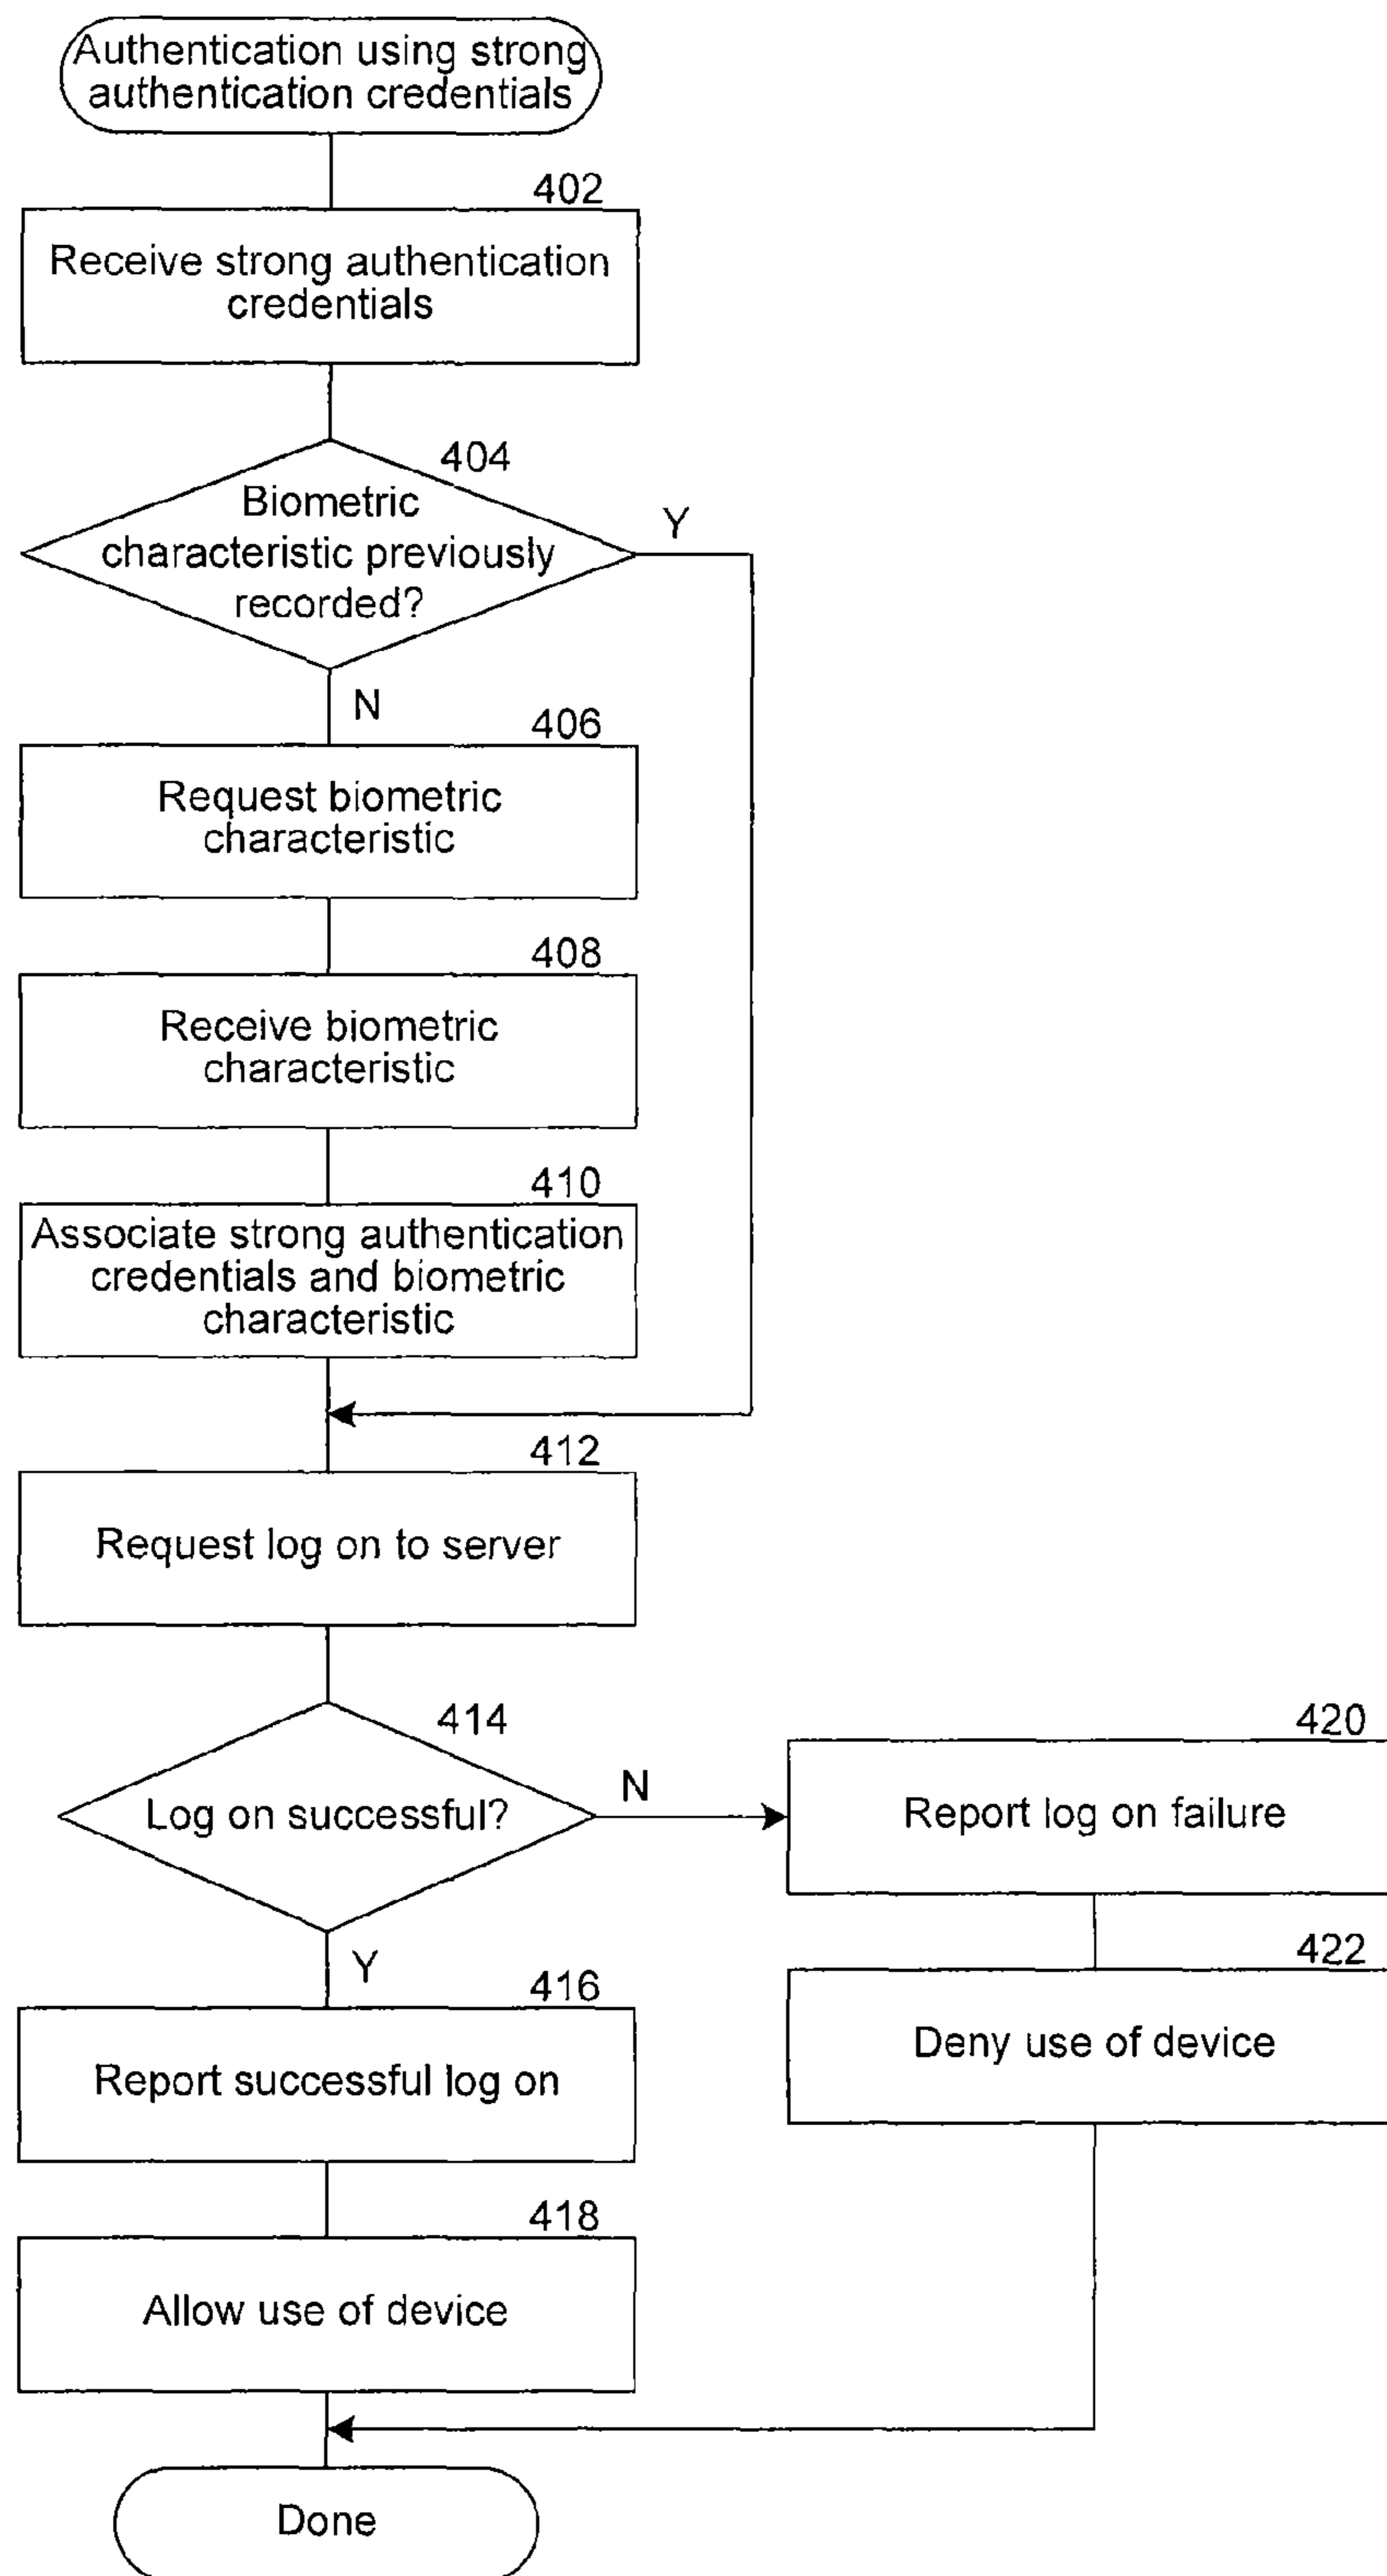 Authentication using strong
authentication credentials
402
Receive strong authentication
credentials
404
Biometric
characteristic previously
recorded?
Y
N
406
Request biometric
characteristic
408
Receive biometric
characteristic
410
Associate strong authentication
credentials and biometric
characteristic
412
Request log on to server
414
Log on successful?
N
420
Report log on failure
Y
422
Deny use of device
416
Report successful log on
418
Allow use of device
Done